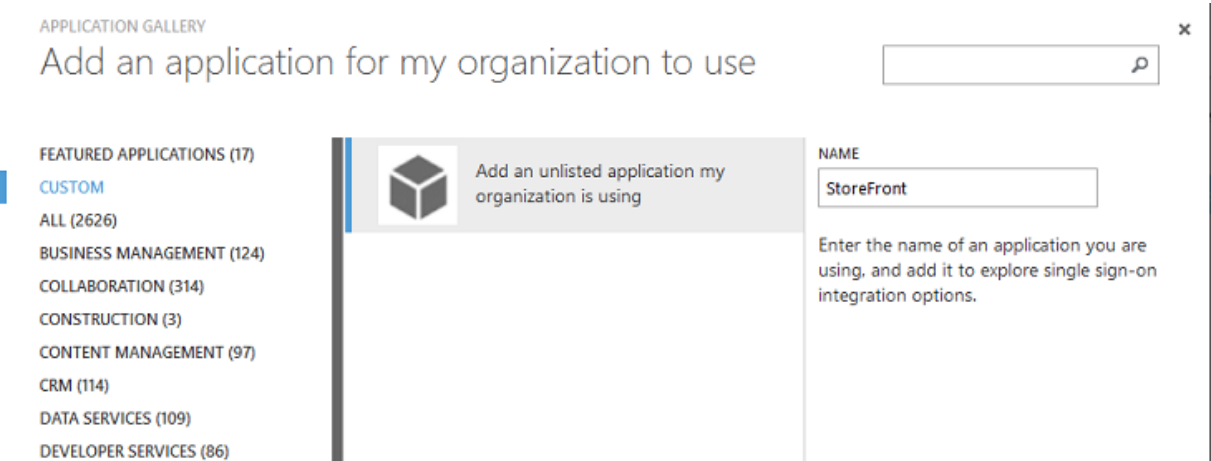 APPLICATION GALLERY
Add an application for my organization to use
FEATURED APPLICATIONS (17)
CUSTOM
ALL (2626)
BUSINESS MANAGEMENT (124)
COLLABORATION (314)
CONSTRUCTION (3)
CONTENT MANAGEMENT (97)
CRM (114)
DATA SERVICES (109)
DEVELOPER SERVICES (86)
Add an unlisted application my
organization is using
NAME
StoreFront
Enter the name of an application you are
using, and add it to explore single sign-on
integration options.